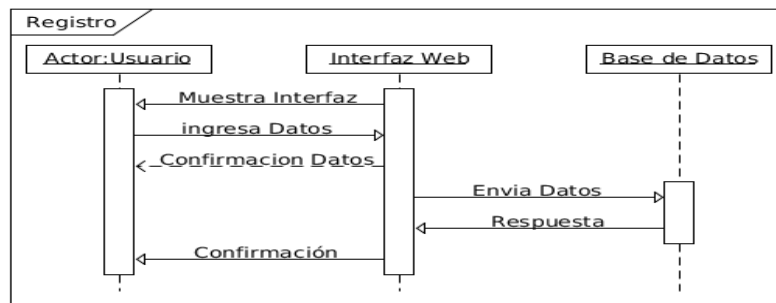 Registro
Actor:Usuario
Interfaz Web
Base de Datos
Muestra Interfaz
ingresa Datos
Confirmacion Datos
Envia Datos
Respuesta
Confirmación